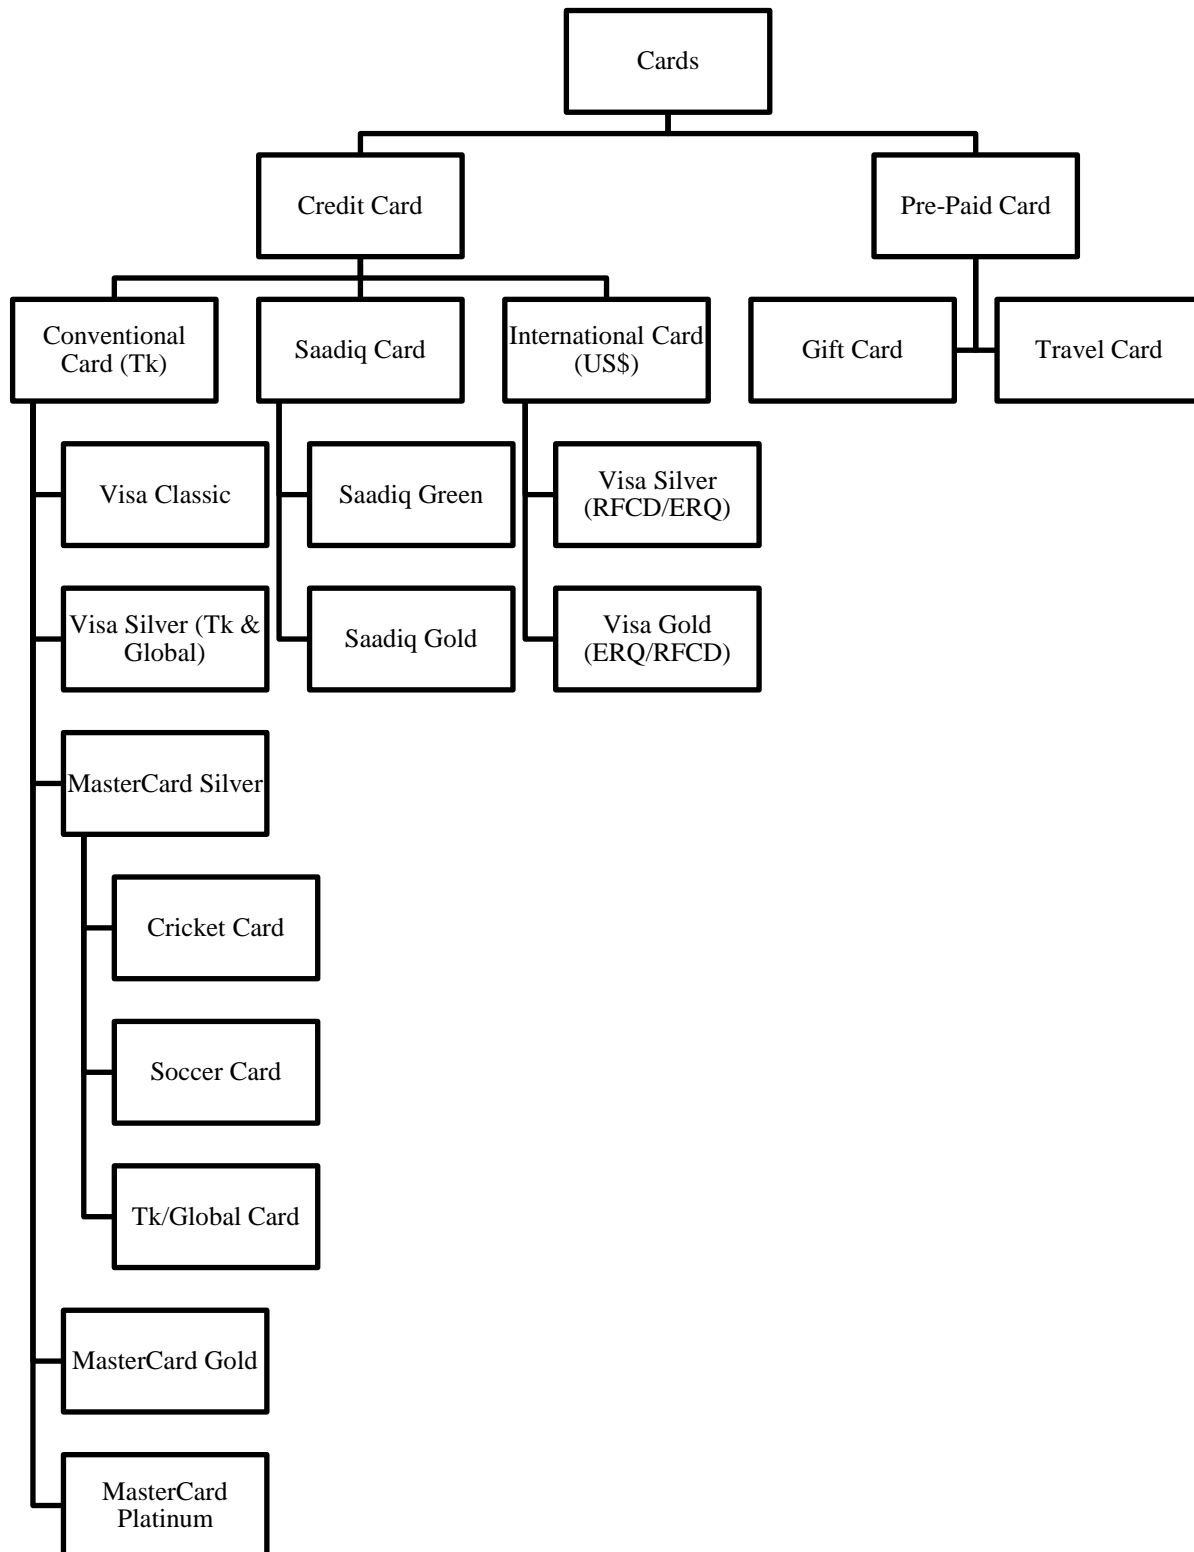 Cards
Credit Card
Pre-Paid Card
Conventional
Card (Tk)
Saadiq Card
International Card
(US$)
Gift Card
Travel Card
Visa Classic
Saadiq Green
Visa Silver
(RFCD/ERQ)
Visa Silver (Tk &
Global)
Saadiq Gold
Visa Gold
(ERQ/RFCD)
MasterCard Silver
Cricket Card
Soccer Card
Tk/Global Card
MasterCard Gold
MasterCard
Platinum